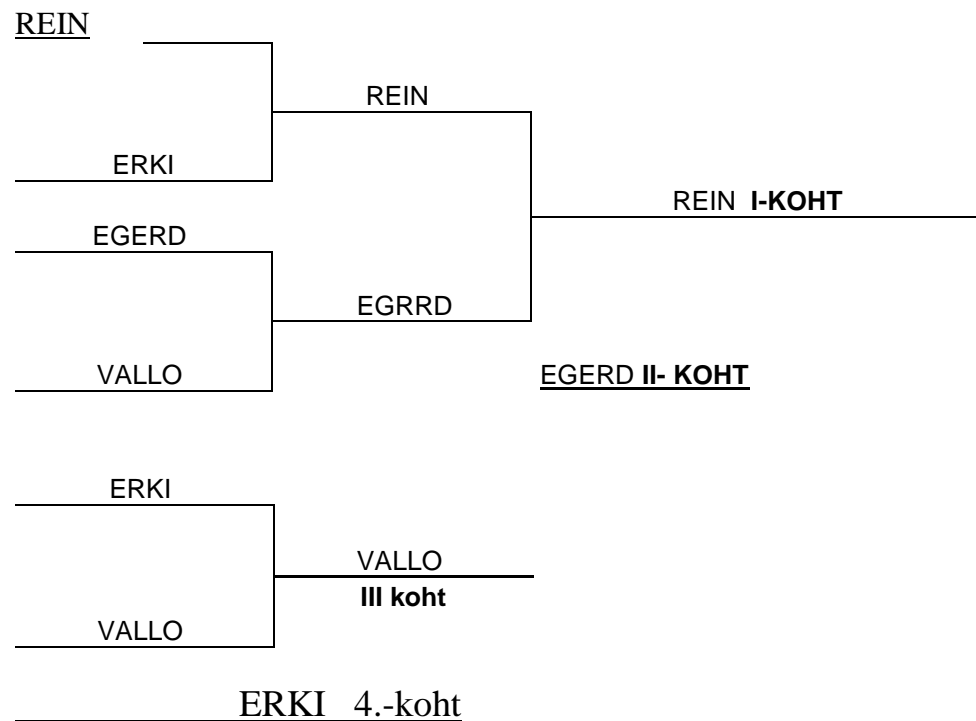 REIN
REIN
ERKI
REIN I-KOHT
EGERD
EGRRD
VALLO
EGERD II- KOHT
ERKI
VALLO
III koht
VALLO
ERKI 4.-koht